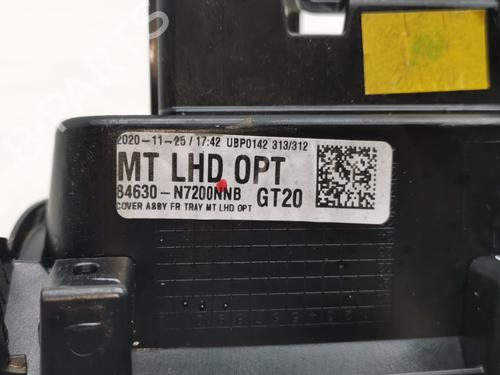 2020-11-25 / 17:42 UBP0142 313/312
MT LHD OPT
84630-N7200NNB GT20
COVER ASSY FR TRAY MT LHD OPT